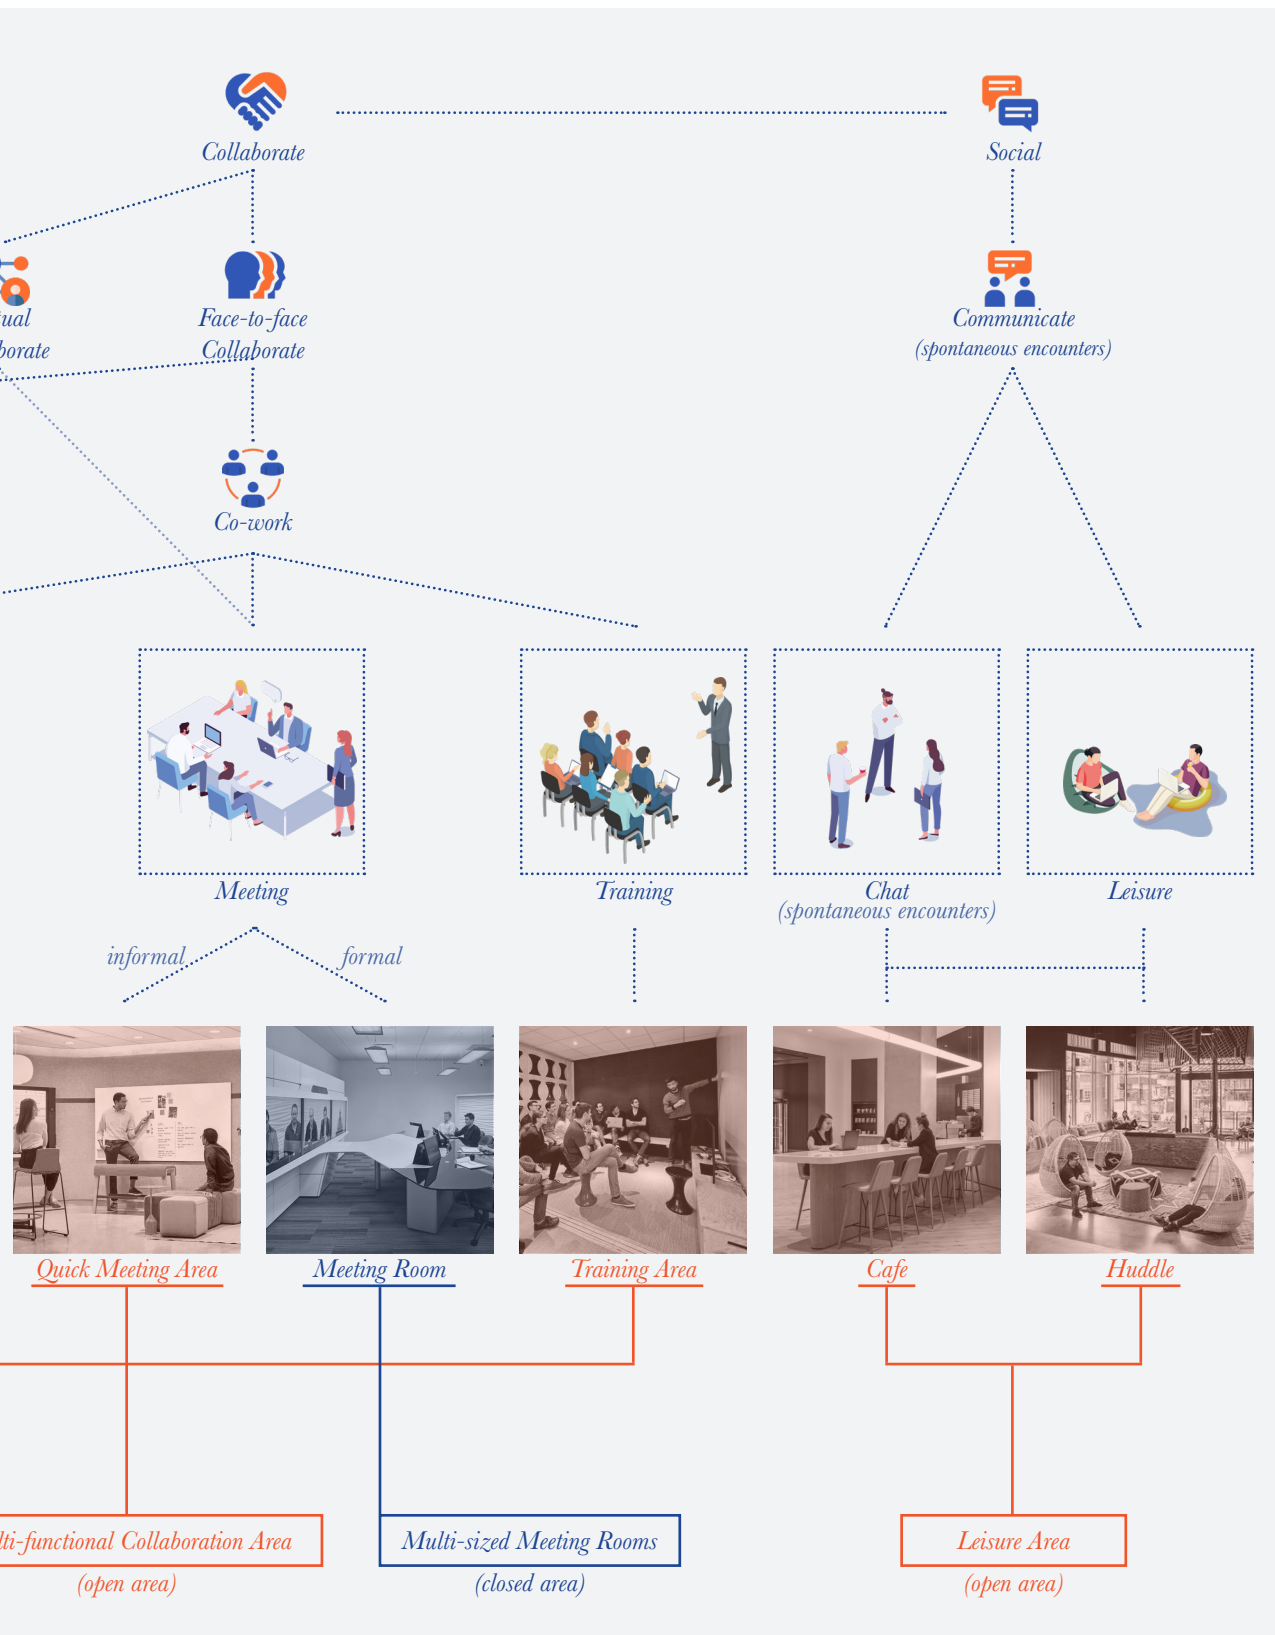 Collaborate
Social
tual
borate
Face-to-face
Collaborate
Communicate
(spontaneous encounters)
Co-work
Meeting
Training
Chat
(spontaneous encounters)
Leisure
informal
formal
Quick Meeting Area
Meeting Room
Training Area
Cafe
Huddle
lti-functional Collaboration Area
(open area)
Multi-sized Meeting Rooms
(closed area)
Leisure Area
(open area)